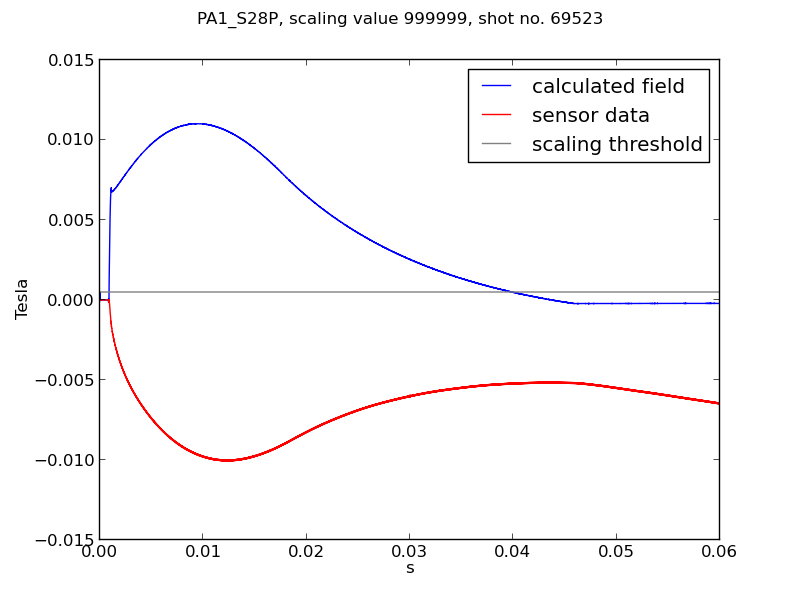 PA1_S28P, scaling value 999999, shot no. 69523
calculated field
sensor data
scaling threshold
Tesla
0.015
0.010
0.005
0.000
−0.005
−0.010
−0.015
0.00 0.01 0.02 0.03 0.04 0.05 0.06
s